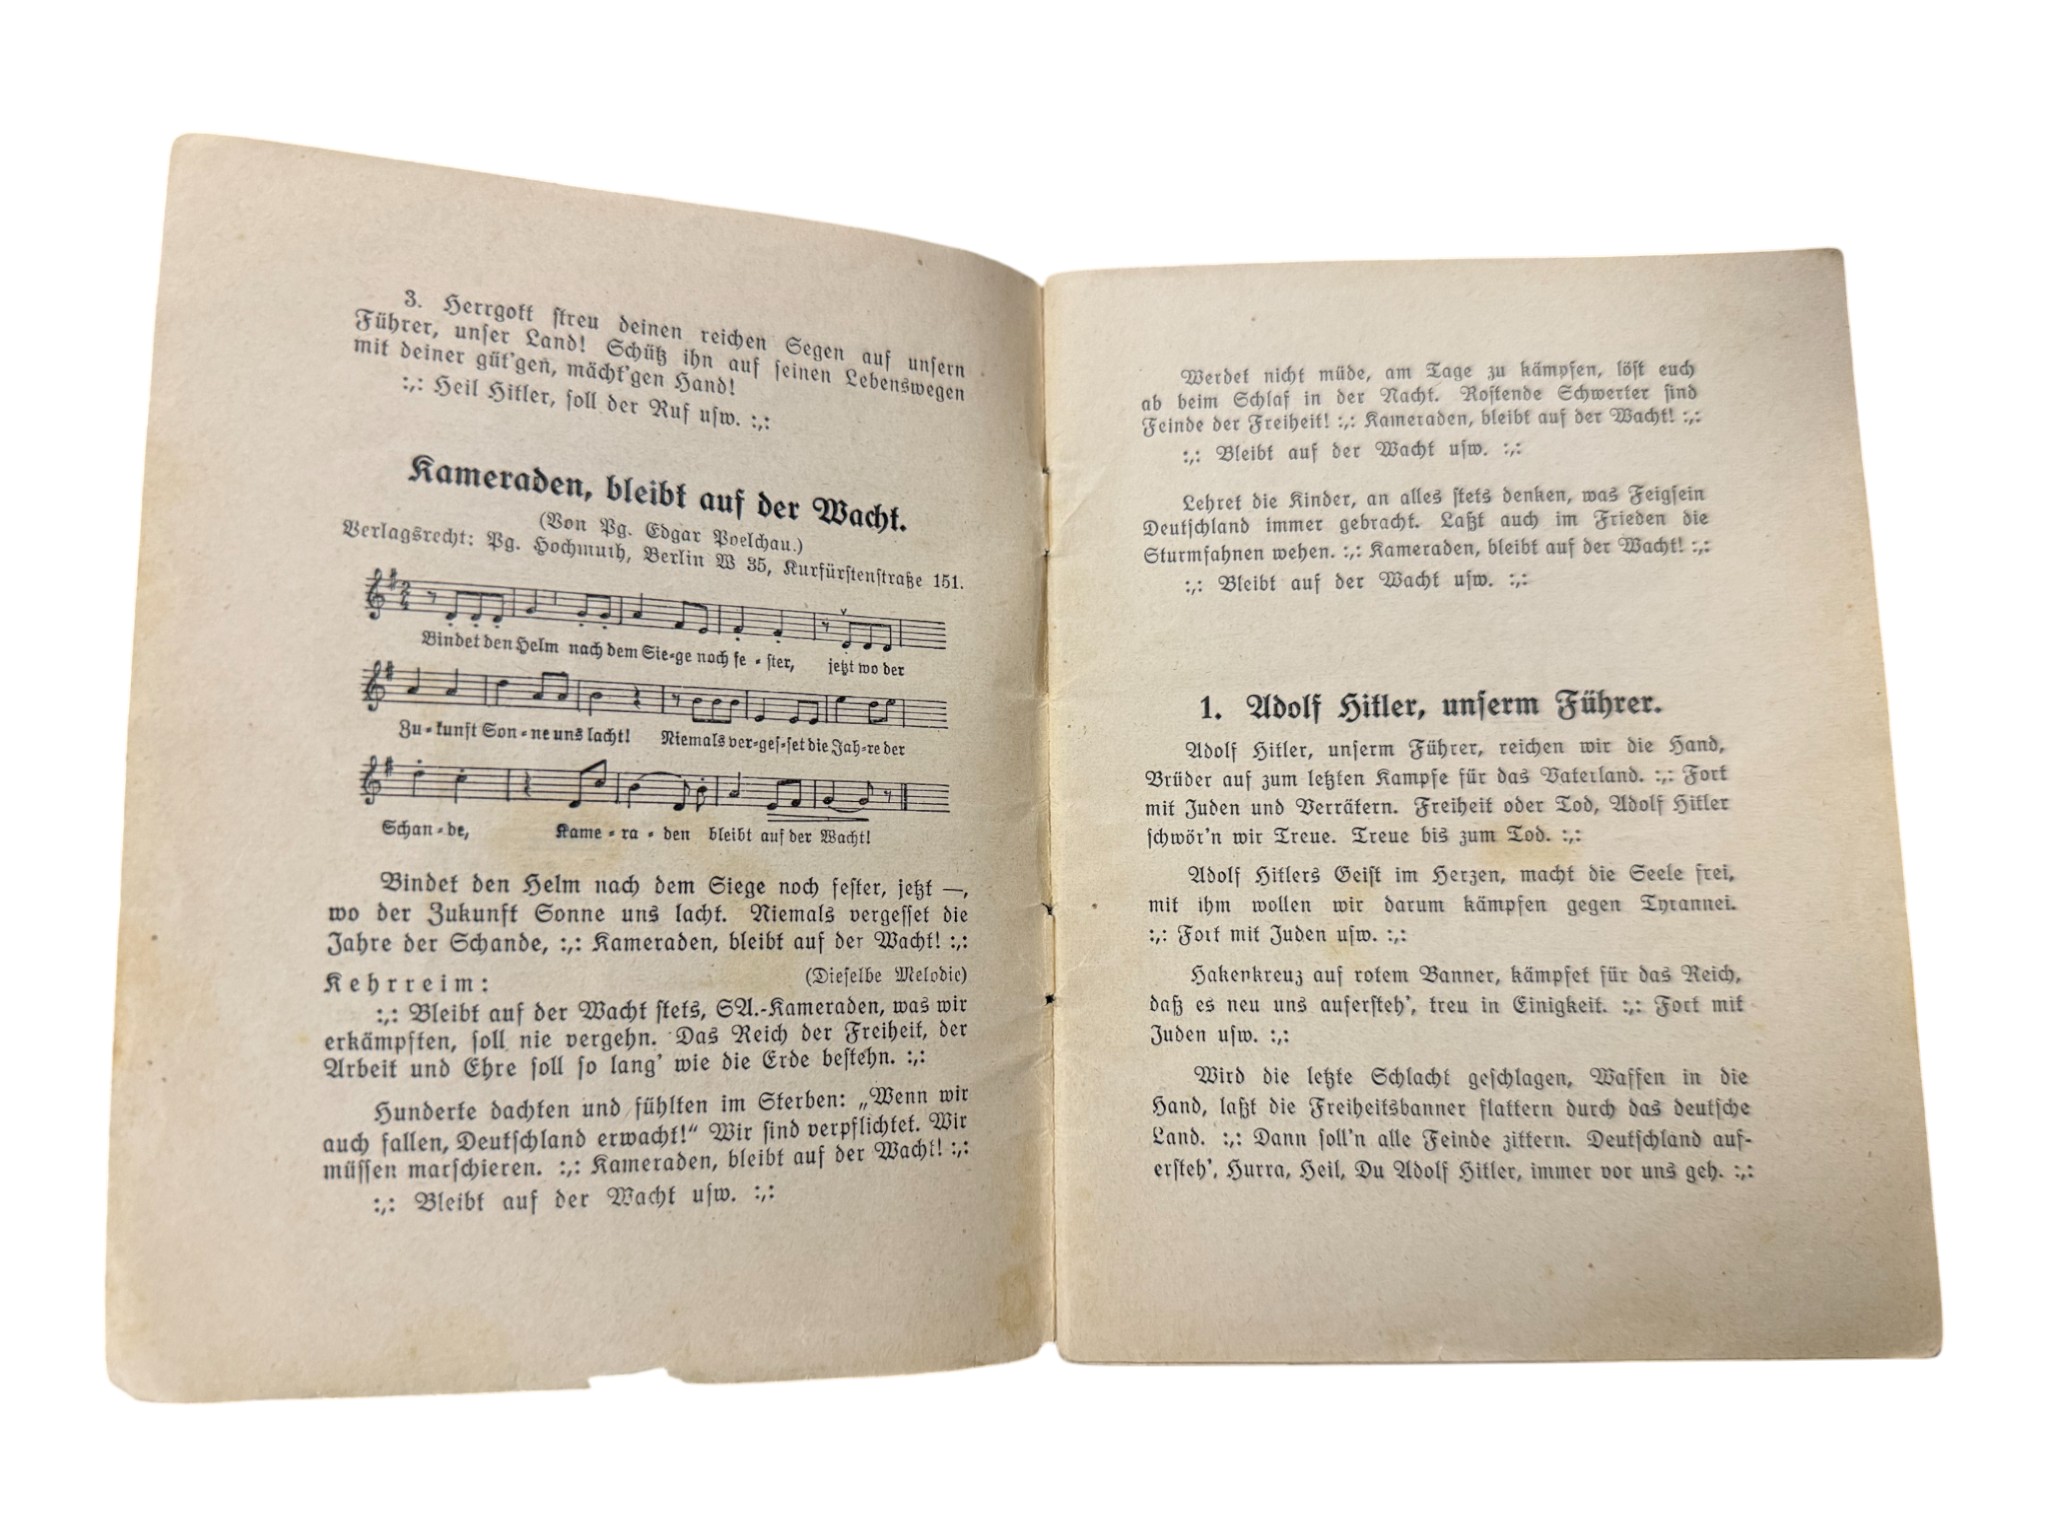 3. Herrgott streu deinen reichen Segen auf unsern
Führer, unser Land! Schütz ihn auf seinen Lebenswegen
mit deiner güt'gen, mächt'gen Hand!
:,: Heil Hitler, soll der Ruf usw. :,:
Kameraden, bleibt auf der Wacht.
(Von Pg. Edgar Poelchau.)
Verlagsrecht: Pg. Hochmuth, Berlin W 35, Kurfürstenstraße 151.
Bindet den Helm nach dem Sie-ge noch fe - ster, jetzt wo der
Zu-kunft Son-ne uns lacht! Niemals ver-ges-set die Jah-re der
Schan-de, Kame-ra-den bleibt auf der Wacht!
Bindet den Helm nach dem Siege noch fester, jetzt —,
wo der Zukunft Sonne uns lacht. Niemals vergesset die
Jahre der Schande, :,: Kameraden, bleibt auf der Wacht! :,:
Kehrreim: (Dieselbe Melodie)
:,: Bleibt auf der Wacht stets, SA.-Kameraden, was wir
erkämpften, soll nie vergehn. Das Reich der Freiheit, der
Arbeit und Ehre soll so lang' wie die Erde bestehn. :,:
Hunderte dachten und fühlten im Sterben: „Wenn wir
auch fallen, Deutschland erwacht!“ Wir sind verpflichtet. Wir
müssen marschieren. :,: Kameraden, bleibt auf der Wacht! :,:
:,: Bleibt auf der Wacht usw. :,:
Werdet nicht müde, am Tage zu kämpfen, löst euch
ab beim Schlaf in der Nacht. Rostende Schwerter sind
Feinde der Freiheit! :,: Kameraden, bleibt auf der Wacht! :,:
:,: Bleibt auf der Wacht usw. :,:
Lehret die Kinder, an alles stets denken, was Feigsein
Deutschland immer gebracht. Laßt auch im Frieden die
Sturmfahnen wehen. :,: Kameraden, bleibt auf der Wacht! :,:
:,: Bleibt auf der Wacht usw. :,:
1. Adolf Hitler, unserm Führer.
Adolf Hitler, unserm Führer, reichen wir die Hand,
Brüder auf zum letzten Kampfe für das Vaterland. :,: Fort
mit Juden und Verrätern. Freiheit oder Tod, Adolf Hitler
schwör'n wir Treue. Treue bis zum Tod. :,:
Adolf Hitlers Geist im Herzen, macht die Seele frei,
mit ihm wollen wir darum kämpfen gegen Tyrannei.
:,: Fort mit Juden usw. :,:
Hakenkreuz auf rotem Banner, kämpfet für das Reich,
daß es neu uns aufersteh', treu in Einigkeit. :,: Fort mit
Juden usw. :,:
Wird die letzte Schlacht geschlagen, Waffen in die
Hand, laßt die Freiheitsbanner flattern durch das deutsche
Land. :,: Dann soll'n alle Feinde zittern. Deutschland auf-
ersteh', Hurra, Heil, Du Adolf Hitler, immer vor uns geh. :,: